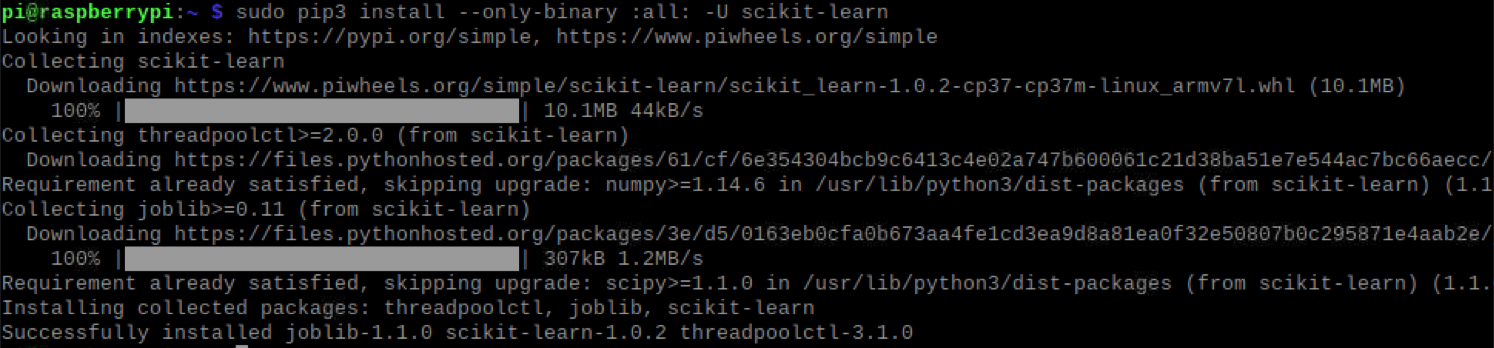 pi@raspberrypi:~ $ sudo pip3 install --only-binary :all: -U scikit-learn
Looking in indexes: https://pypi.org/simple, https://www.piwheels.org/simple
Collecting scikit-learn
  Downloading https://www.piwheels.org/simple/scikit-learn/scikit_learn-1.0.2-cp37-cp37m-linux_armv7l.whl (10.1MB)
    100% || 10.1MB 44kB/s
Collecting threadpoolctl>=2.0.0 (from scikit-learn)
  Downloading https://files.pythonhosted.org/packages/61/cf/6e354304bcb9c6413c4e02a747b600061c21d38ba51e7e544ac7bc66aecc/
Requirement already satisfied, skipping upgrade: numpy>=1.14.6 in /usr/lib/python3/dist-packages (from scikit-learn) (1.1
Collecting joblib>=0.11 (from scikit-learn)
  Downloading https://files.pythonhosted.org/packages/3e/d5/0163eb0cfa0b673aa4fe1cd3ea9d8a81ea0f32e50807b0c295871e4aab2e/
    100% || 307kB 1.2MB/s
Requirement already satisfied, skipping upgrade: scipy>=1.1.0 in /usr/lib/python3/dist-packages (from scikit-learn) (1.1.
Installing collected packages: threadpoolctl, joblib, scikit-learn
Successfully installed joblib-1.1.0 scikit-learn-1.0.2 threadpoolctl-3.1.0